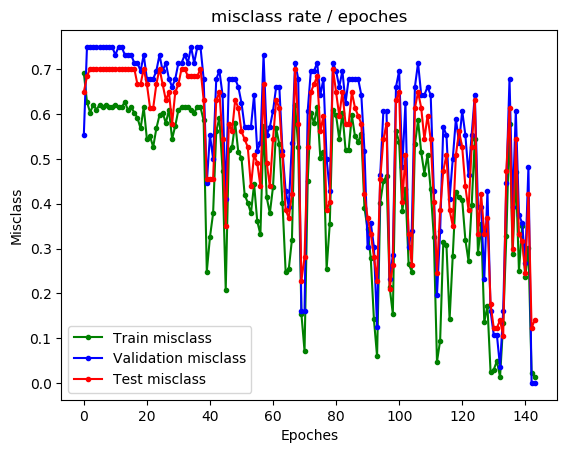 misclass rate / epoches
Misclass
0.7
0.6
0.5
0.4
0.3
0.2
0.1
0.0
Train misclass
Validation misclass
Test misclass
0 20 40 60 80 100 120 140
Epoches